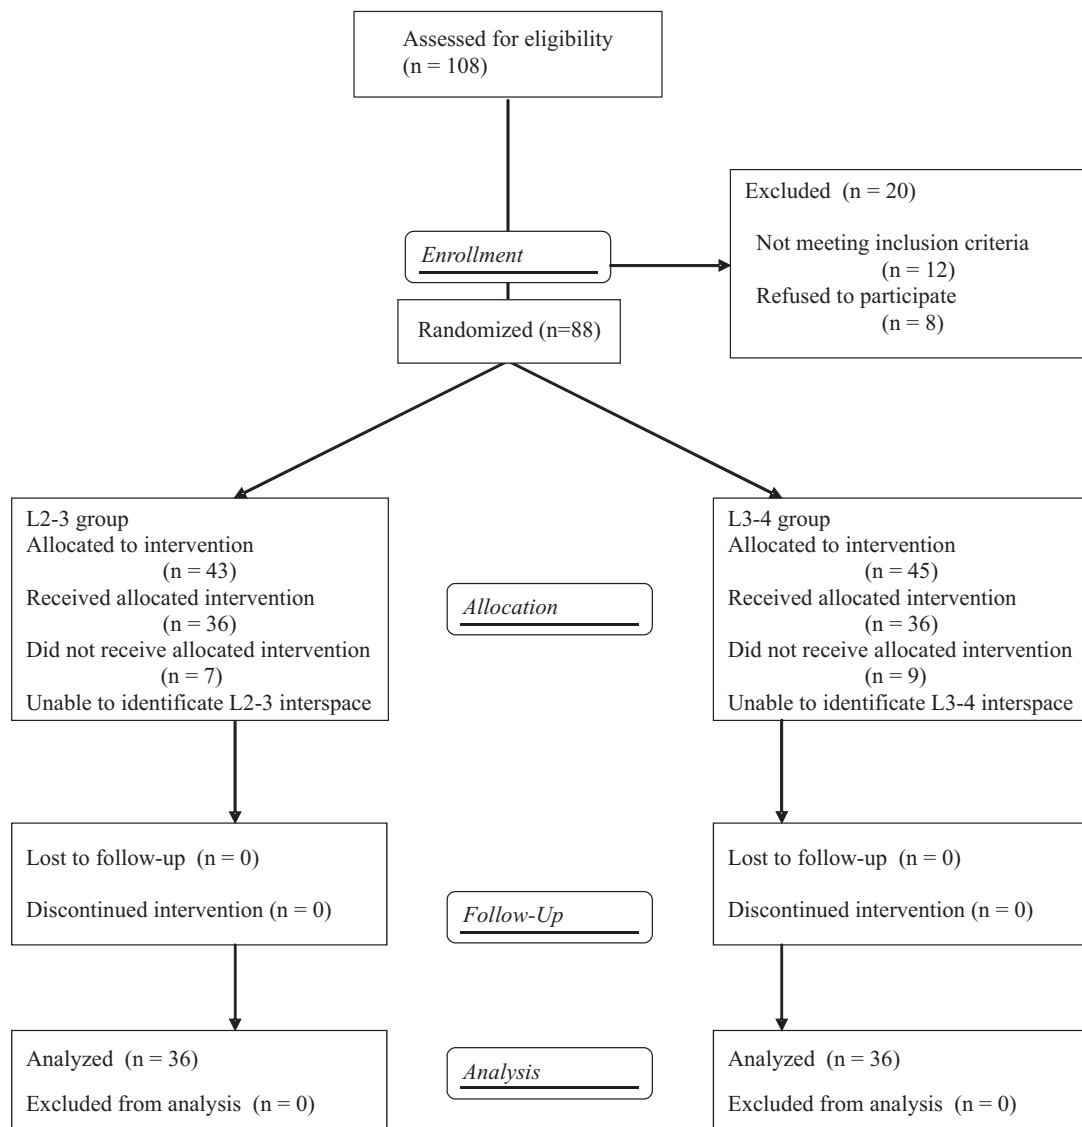 Assessed for eligibility
(n = 108)
Excluded (n = 20)
Not meeting inclusion criteria
(n = 12)
Refused to participate
(n = 8)
Enrollment
Randomized (n=88)
L2-3 group
Allocated to intervention
(n = 43)
Received allocated intervention
(n = 36)
Did not receive allocated intervention
(n = 7)
Unable to identificate L2-3 interspace
Allocation
L3-4 group
Allocated to intervention
(n = 45)
Received allocated intervention
(n = 36)
Did not receive allocated intervention
(n = 9)
Unable to identificate L3-4 interspace
Lost to follow-up (n = 0)
Discontinued intervention (n = 0)
Follow-Up
Lost to follow-up (n = 0)
Discontinued intervention (n = 0)
Analyzed (n = 36)
Excluded from analysis (n = 0)
Analysis
Analyzed (n = 36)
Excluded from analysis (n = 0)